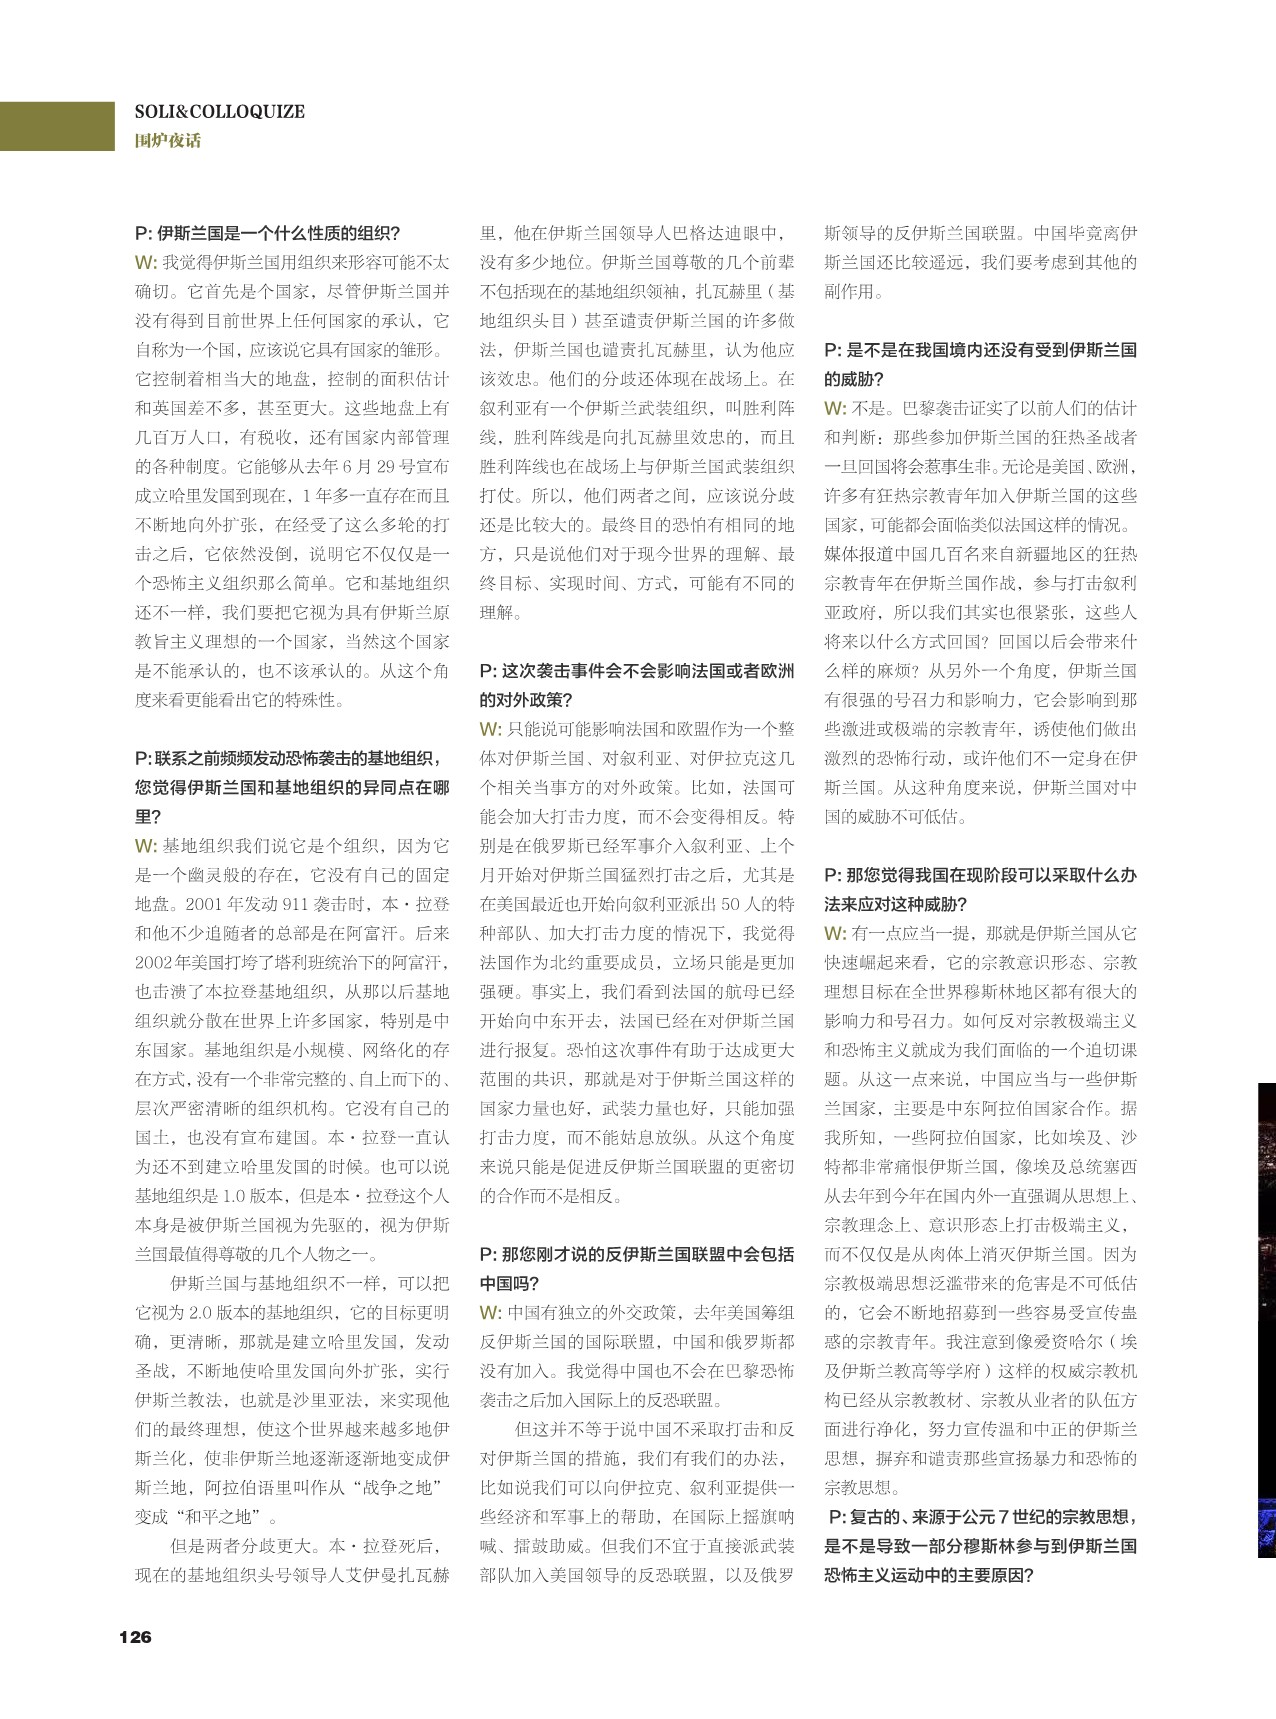 SOLI&COLLOQUIZE
围炉夜话
P: 伊斯兰国是一个什么性质的组织？
W: 我觉得伊斯兰国用组织来形容可能不太
确切。它首先是个国家，尽管伊斯兰国并
没有得到目前世界上任何国家的承认，它
自称为一个国，应该说它具有国家的雏形。
它控制着相当大的地盘，控制的面积估计
和英国差不多，甚至更大。这些地盘上有
几百万人口，有税收，还有国家内部管理
的各种制度。它能够从去年 6 月 29 号宣布
成立哈里发国到现在，1 年多一直存在而且
不断地向外扩张，在经受了这么多轮的打
击之后，它依然没倒，说明它不仅仅是一
个恐怖主义组织那么简单。它和基地组织
还不一样，我们要把它视为具有伊斯兰原
教旨主义理想的一个国家，当然这个国家
是不能承认的，也不该承认的。从这个角
度来看更能看出它的特殊性。
P: 联系之前频频发动恐怖袭击的基地组织，
您觉得伊斯兰国和基地组织的异同点在哪
里？
W: 基地组织我们说它是个组织，因为它
是一个幽灵般的存在，它没有自己的固定
地盘。2001 年发动 911 袭击时，本·拉登
和他不少追随者的总部是在阿富汗。后来
2002 年美国打垮了塔利班统治下的阿富汗，
也击溃了本拉登基地组织，从那以后基地
组织就分散在世界上许多国家，特别是中
东国家。基地组织是小规模、网络化的存
在方式，没有一个非常完整的、自上而下的、
层次严密清晰的组织机构。它没有自己的
国土，也没有宣布建国。本·拉登一直认
为还不到建立哈里发国的时候。也可以说
基地组织是 1.0 版本，但是本·拉登这个人
本身是被伊斯兰国视为先驱的，视为伊斯
兰国最值得尊敬的几个人物之一。
伊斯兰国与基地组织不一样，可以把
它视为 2.0 版本的基地组织，它的目标更明
确，更清晰，那就是建立哈里发国，发动
圣战，不断地使哈里发国向外扩张，实行
伊斯兰教法，也就是沙里亚法，来实现他
们的最终理想，使这个世界越来越多地伊
斯兰化，使非伊斯兰地逐渐逐渐地变成伊
斯兰地，阿拉伯语里叫作从“战争之地”
变成“和平之地”。
但是两者分歧更大。本·拉登死后，
现在的基地组织头号领导人艾伊曼扎瓦赫
里，他在伊斯兰国领导人巴格达迪眼中，
没有多少地位。伊斯兰国尊敬的几个前辈
不包括现在的基地组织领袖，扎瓦赫里（基
地组织头目）甚至谴责伊斯兰国的许多做
法，伊斯兰国也谴责扎瓦赫里，认为他应
该效忠。他们的分歧还体现在战场上。在
叙利亚有一个伊斯兰武装组织，叫胜利阵
线，胜利阵线是向扎瓦赫里效忠的，而且
胜利阵线也在战场上与伊斯兰国武装组织
打仗。所以，他们两者之间，应该说分歧
还是比较大的。最终目的恐怕有相同的地
方，只是说他们对于现今世界的理解、最
终目标、实现时间、方式，可能有不同的
理解。
P: 这次袭击事件会不会影响法国或者欧洲
的对外政策？
W: 只能说可能影响法国和欧盟作为一个整
体对伊斯兰国、对叙利亚、对伊拉克这几
个相关当事方的对外政策。比如，法国可
能会加大打击力度，而不会变得相反。特
别是在俄罗斯已经军事介入叙利亚、上个
月开始对伊斯兰国猛烈打击之后，尤其是
在美国最近也开始向叙利亚派出 50 人的特
种部队、加大打击力度的情况下，我觉得
法国作为北约重要成员，立场只能是更加
强硬。事实上，我们看到法国的航母已经
开始向中东开去，法国已经在对伊斯兰国
进行报复。恐怕这次事件有助于达成更大
范围的共识，那就是对于伊斯兰国这样的
国家力量也好，武装力量也好，只能加强
打击力度，而不能姑息放纵。从这个角度
来说只能是促进反伊斯兰国联盟的更密切
的合作而不是相反。
P: 那您刚才说的反伊斯兰国联盟中会包括
中国吗？
W: 中国有独立的外交政策，去年美国筹组
反伊斯兰国的国际联盟，中国和俄罗斯都
没有加入。我觉得中国也不会在巴黎恐怖
袭击之后加入国际上的反恐联盟。
但这并不等于说中国不采取打击和反
对伊斯兰国的措施，我们有我们的办法，
比如说我们可以向伊拉克、叙利亚提供一
些经济和军事上的帮助，在国际上摇旗呐
喊、擂鼓助威。但我们不宜于直接派武装
部队加入美国领导的反恐联盟，以及俄罗
斯领导的反伊斯兰国联盟。中国毕竟离伊
斯兰国还比较遥远，我们要考虑到其他的
副作用。
P: 是不是在我国境内还没有受到伊斯兰国
的威胁？
W: 不是。巴黎袭击证实了以前人们的估计
和判断：那些参加伊斯兰国的狂热圣战者
一旦回国将会惹事生非。无论是美国、欧洲，
许多有狂热宗教青年加入伊斯兰国的这些
国家，可能都会面临类似法国这样的情况。
媒体报道中国几百名来自新疆地区的狂热
宗教青年在伊斯兰国作战，参与打击叙利
亚政府，所以我们其实也很紧张，这些人
将来以什么方式回国？回国以后会带来什
么样的麻烦？从另外一个角度，伊斯兰国
有很强的号召力和影响力，它会影响到那
些激进或极端的宗教青年，诱使他们做出
激烈的恐怖行动，或许他们不一定身在伊
斯兰国。从这种角度来说，伊斯兰国对中
国的威胁不可低估。
P: 那您觉得我国在现阶段可以采取什么办
法来应对这种威胁？
W: 有一点应当一提，那就是伊斯兰国从它
快速崛起来看，它的宗教意识形态、宗教
理想目标在全世界穆斯林地区都有很大的
影响力和号召力。如何反对宗教极端主义
和恐怖主义就成为我们面临的一个迫切课
题。从这一点来说，中国应当与一些伊斯
兰国家，主要是中东阿拉伯国家合作。据
我所知，一些阿拉伯国家，比如埃及、沙
特都非常痛恨伊斯兰国，像埃及总统塞西
从去年到今年在国内外一直强调从思想上、
宗教理念上、意识形态上打击极端主义，
而不仅仅是从肉体上消灭伊斯兰国。因为
宗教极端思想泛滥带来的危害是不可低估
的，它会不断地招募到一些容易受宣传蛊
惑的宗教青年。我注意到像爱资哈尔（埃
及伊斯兰教高等学府）这样的权威宗教机
构已经从宗教教材、宗教从业者的队伍方
面进行净化，努力宣传温和中正的伊斯兰
思想，摒弃和谴责那些宣扬暴力和恐怖的
宗教思想。
P: 复古的、来源于公元 7 世纪的宗教思想，
是不是导致一部分穆斯林参与到伊斯兰国
恐怖主义运动中的主要原因？
126